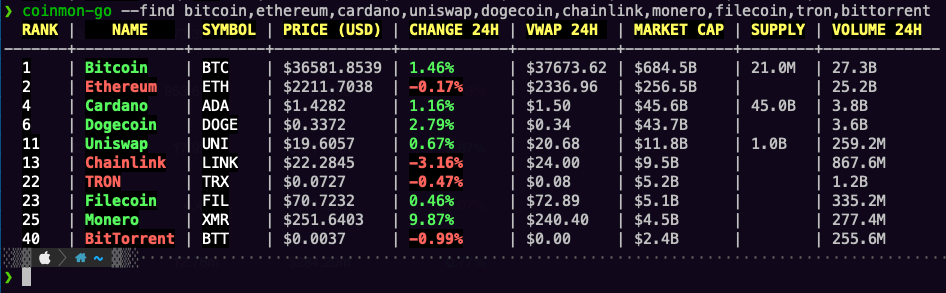 ❯ coinmon-go --find bitcoin,ethereum,cardano,uniswap,dogecoin,chainlink,monero,filecoin,tron,bittorrent
RANK | NAME | SYMBOL | PRICE (USD) | CHANGE 24H | VWAP 24H | MARKET CAP | SUPPLY | VOLUME 24H
1 | Bitcoin | BTC | $36581.8539 | 1.46% | $37673.62 | $684.5B | 21.0M | 27.3B
2 | Ethereum | ETH | $2211.7038 | -0.17% | $2336.96 | $256.5B | | 25.2B
4 | Cardano | ADA | $1.4282 | 1.16% | $1.50 | $45.6B | 45.0B | 3.8B
6 | Dogecoin | DOGE | $0.3372 | 2.79% | $0.34 | $43.7B | | 3.6B
11 | Uniswap | UNI | $19.6057 | 0.67% | $20.68 | $11.8B | 1.0B | 259.2M
13 | Chainlink | LINK | $22.2845 | -3.16% | $24.00 | $9.5B | | 867.6M
22 | TRON | TRX | $0.0727 | -0.47% | $0.08 | $5.2B | | 1.2B
23 | Filecoin | FIL | $70.7232 | 0.46% | $72.89 | $5.1B | | 335.2M
25 | Monero | XMR | $251.6403 | 9.87% | $240.40 | $4.5B | | 277.4M
40 | BitTorrent | BTT | $0.0037 | -0.99% | $0.00 | $2.4B | | 255.6M
~
❯